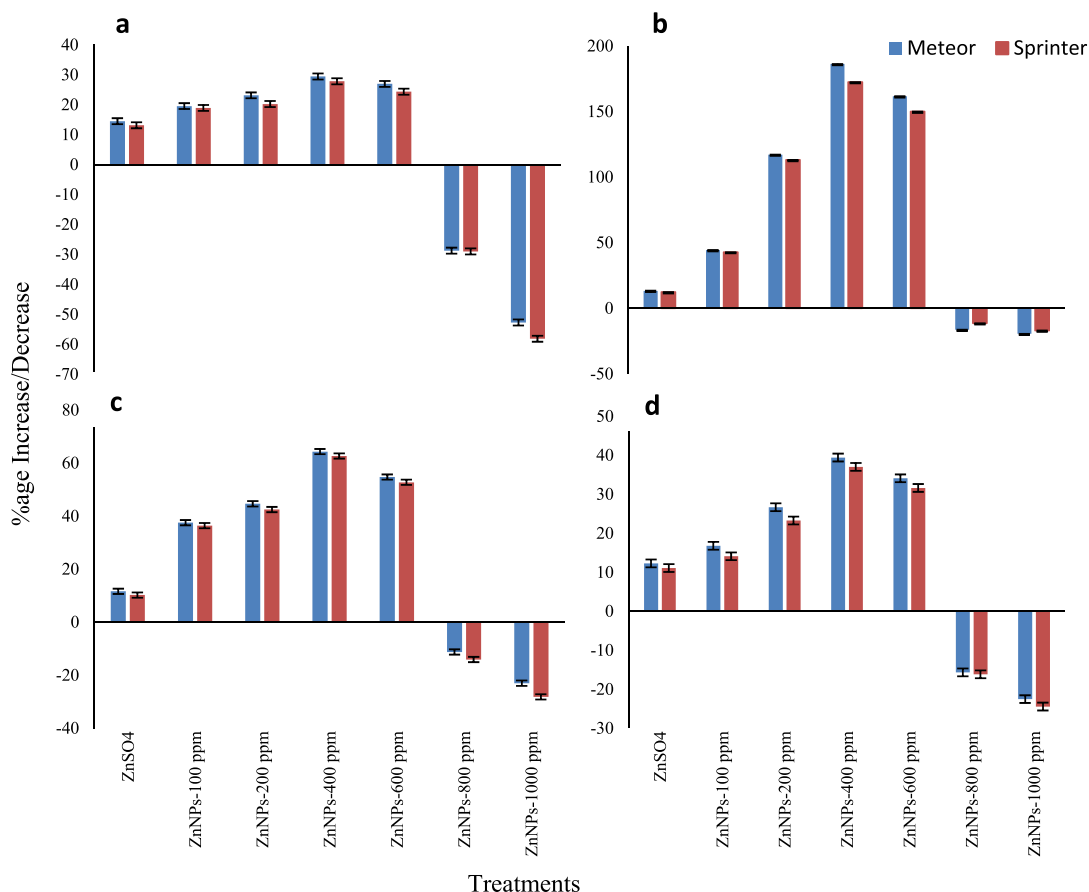 a
40
30
20
10
0
-10
-20
-30
-40
-50
-60
-70
b
Meteor Sprinter
200
150
100
50
0
-50
%age Increase/Decrease
c
80
60
40
20
0
-20
-40
ZnSO4
ZnNPs-100 ppm
ZnNPs-200 ppm
ZnNPs-400 ppm
ZnNPs-600 ppm
ZnNPs-800 ppm
ZnNPs-1000 ppm
d
50
40
30
20
10
0
-10
-20
-30
ZnSO4
ZnNPs-100 ppm
ZnNPs-200 ppm
ZnNPs-400 ppm
ZnNPs-600 ppm
ZnNPs-800 ppm
ZnNPs-1000 ppm
Treatments